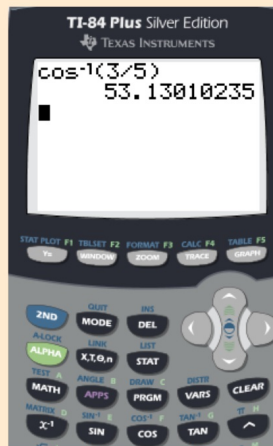 TI-84 Plus Silver Edition
TEXAS INSTRUMENTS
cos⁻¹(3/5)
53.13010235
STAT PLOT F1 TBLSET F2 FORMAT F3 CALC F4 TABLE F5
Y= WINDOW ZOOM TRACE GRAPH
QUIT INS
2ND MODE DEL
A-LOCK LINK LIST
ALPHA X,T,Θ,n STAT
TEST A ANGLE B DRAW C DISTR
MATH APPS PRGM VARS CLEAR
MATRIX D SIN⁻¹ E COS⁻¹ F TAN⁻¹ G π H
x⁻¹ SIN COS TAN ^